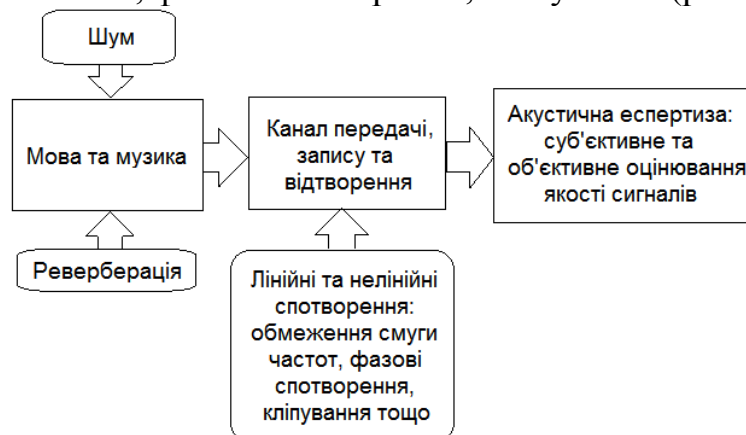 Шум
Мова та музика
Реверберація
Канал передачі,
запису та
відтворення
Лінійні та нелінійні
спотворення:
обмеження смуги
частот, фазові
спотворення,
кліпування тощо
Акустична еспертиза:
суб'єктивне та
об'єктивне оцінювання
якості сигналів